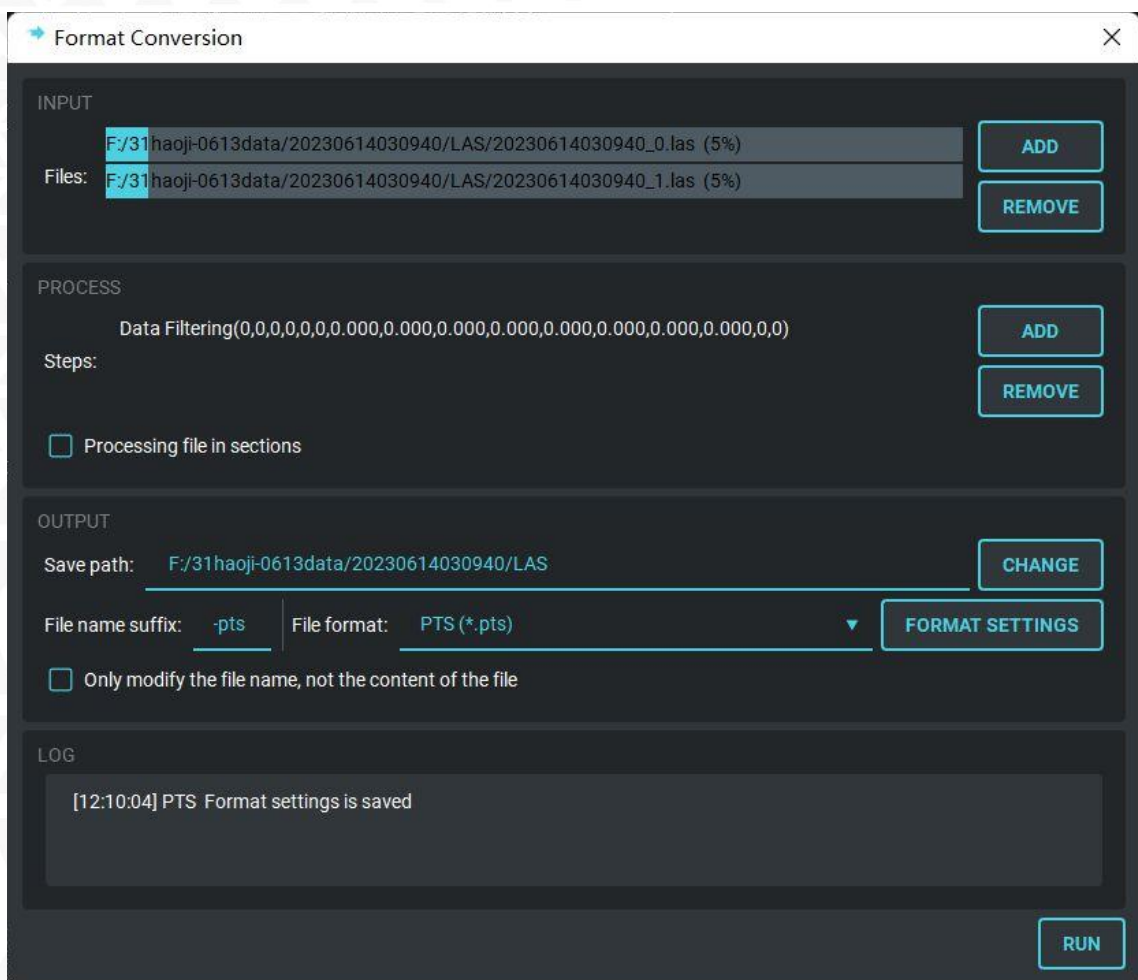 Format Conversion
INPUT
Files:
F:/31haoji-0613data/20230614030940/LAS/20230614030940_0.las (5%)
F:/31haoji-0613data/20230614030940/LAS/20230614030940_1.las (5%)
ADD
REMOVE
PROCESS
Data Filtering(0,0,0,0,0,0,0.000,0.000,0.000,0.000,0.000,0.000,0.000,0.000,0,0)
Steps:
ADD
REMOVE
Processing file in sections
OUTPUT
Save path: F:/31haoji-0613data/20230614030940/LAS CHANGE
File name suffix: -pts File format: PTS (*.pts) FORMAT SETTINGS
Only modify the file name, not the content of the file
LOG
[12:10:04] PTS Format settings is saved
RUN